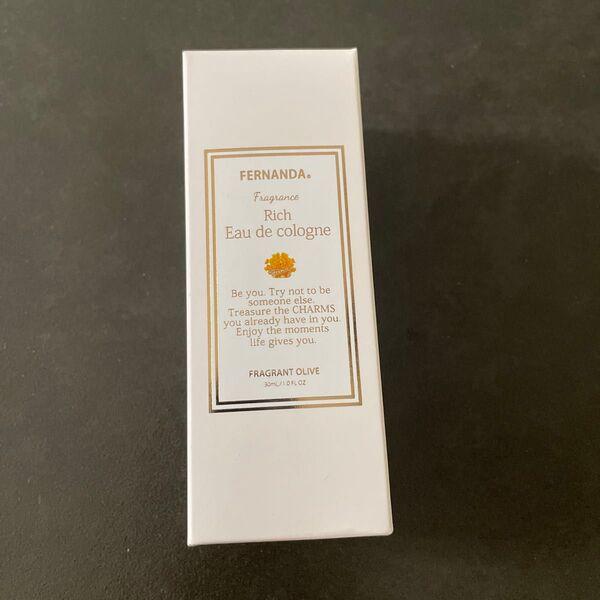 FERNANDA®
Fragrance
Rich
Eau de cologne
Be you. Try not to be
someone else.
Treasure the CHARMS
you already have in you.
Enjoy the moments
life gives you.
FRAGRANT OLIVE
30mL/1.0 FL OZ